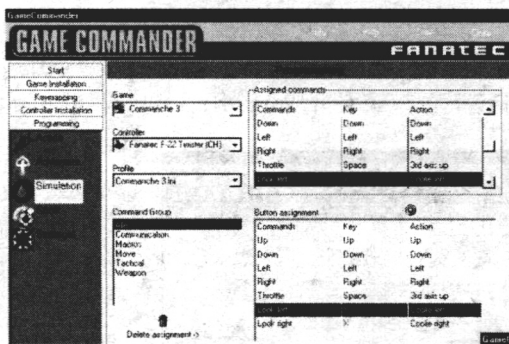 GameCommander
GAME COMMANDER
FANATEC
Start
Game Installation
Keymapping
Controller Installation
Programming
Simulation
Game
Commanche 3
Controller
Fanatec F-22 Twister (CH)
Profile
Commanche 3.ini
Command Group
Communication
Macros
Move
Tactical
Weapon
Delete assignment ->
Assigned commands
Commands Key Action
Down Down Down
Left Left Left
Right Right Right
Throttle Space 3rd axis up
Button assignment
Commands Key Action
Up Up Up
Down Down Down
Left Left Left
Right Right Right
Throttle Space 3rd axis up
Look left
Look right Coolie right